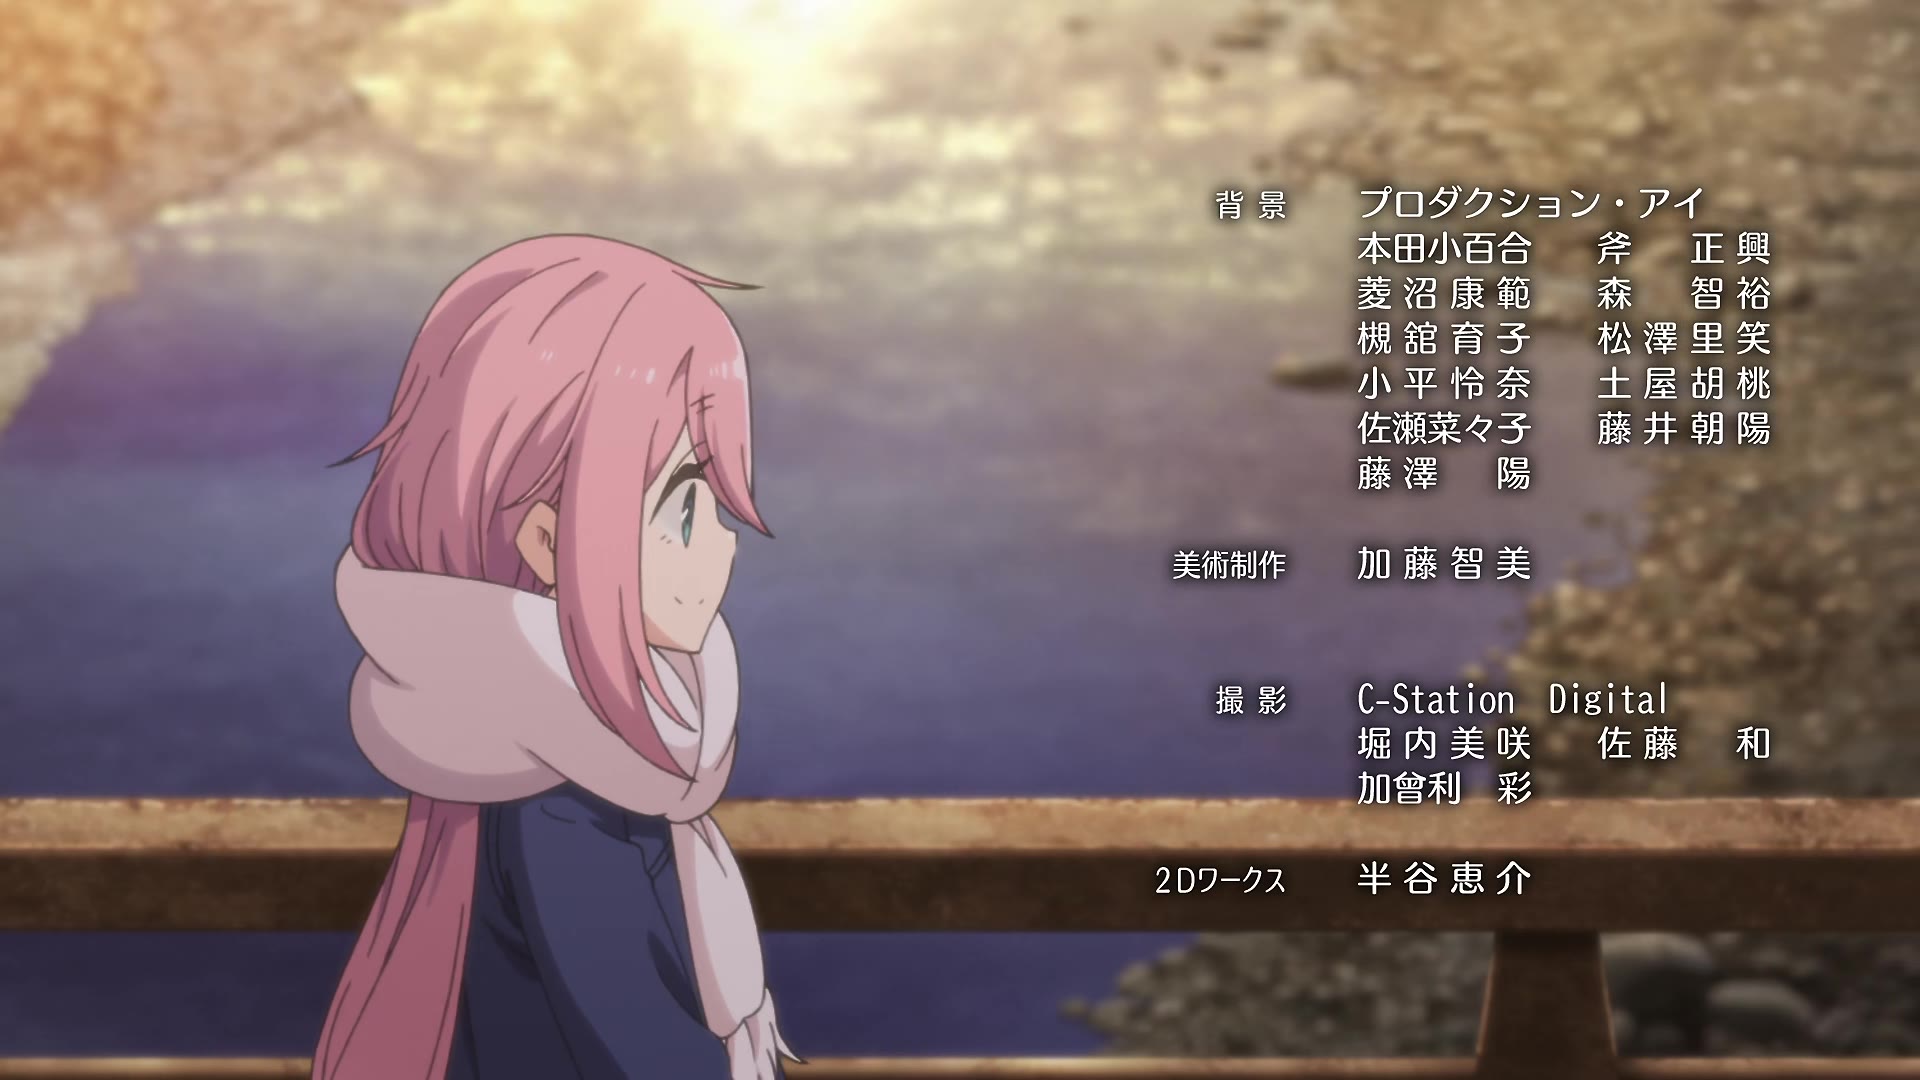 背景 プロダクション・アイ
本田小百合 斧 正興
菱沼康範 森 智裕
槻舘育子 松澤里笑
小平怜奈 土屋胡桃
佐瀬菜々子 藤井朝陽
藤澤 陽
美術制作 加藤智美
撮影 C-Station Digital
堀内美咲 佐藤 和
加曾利 彩
2Dワークス 半谷恵介